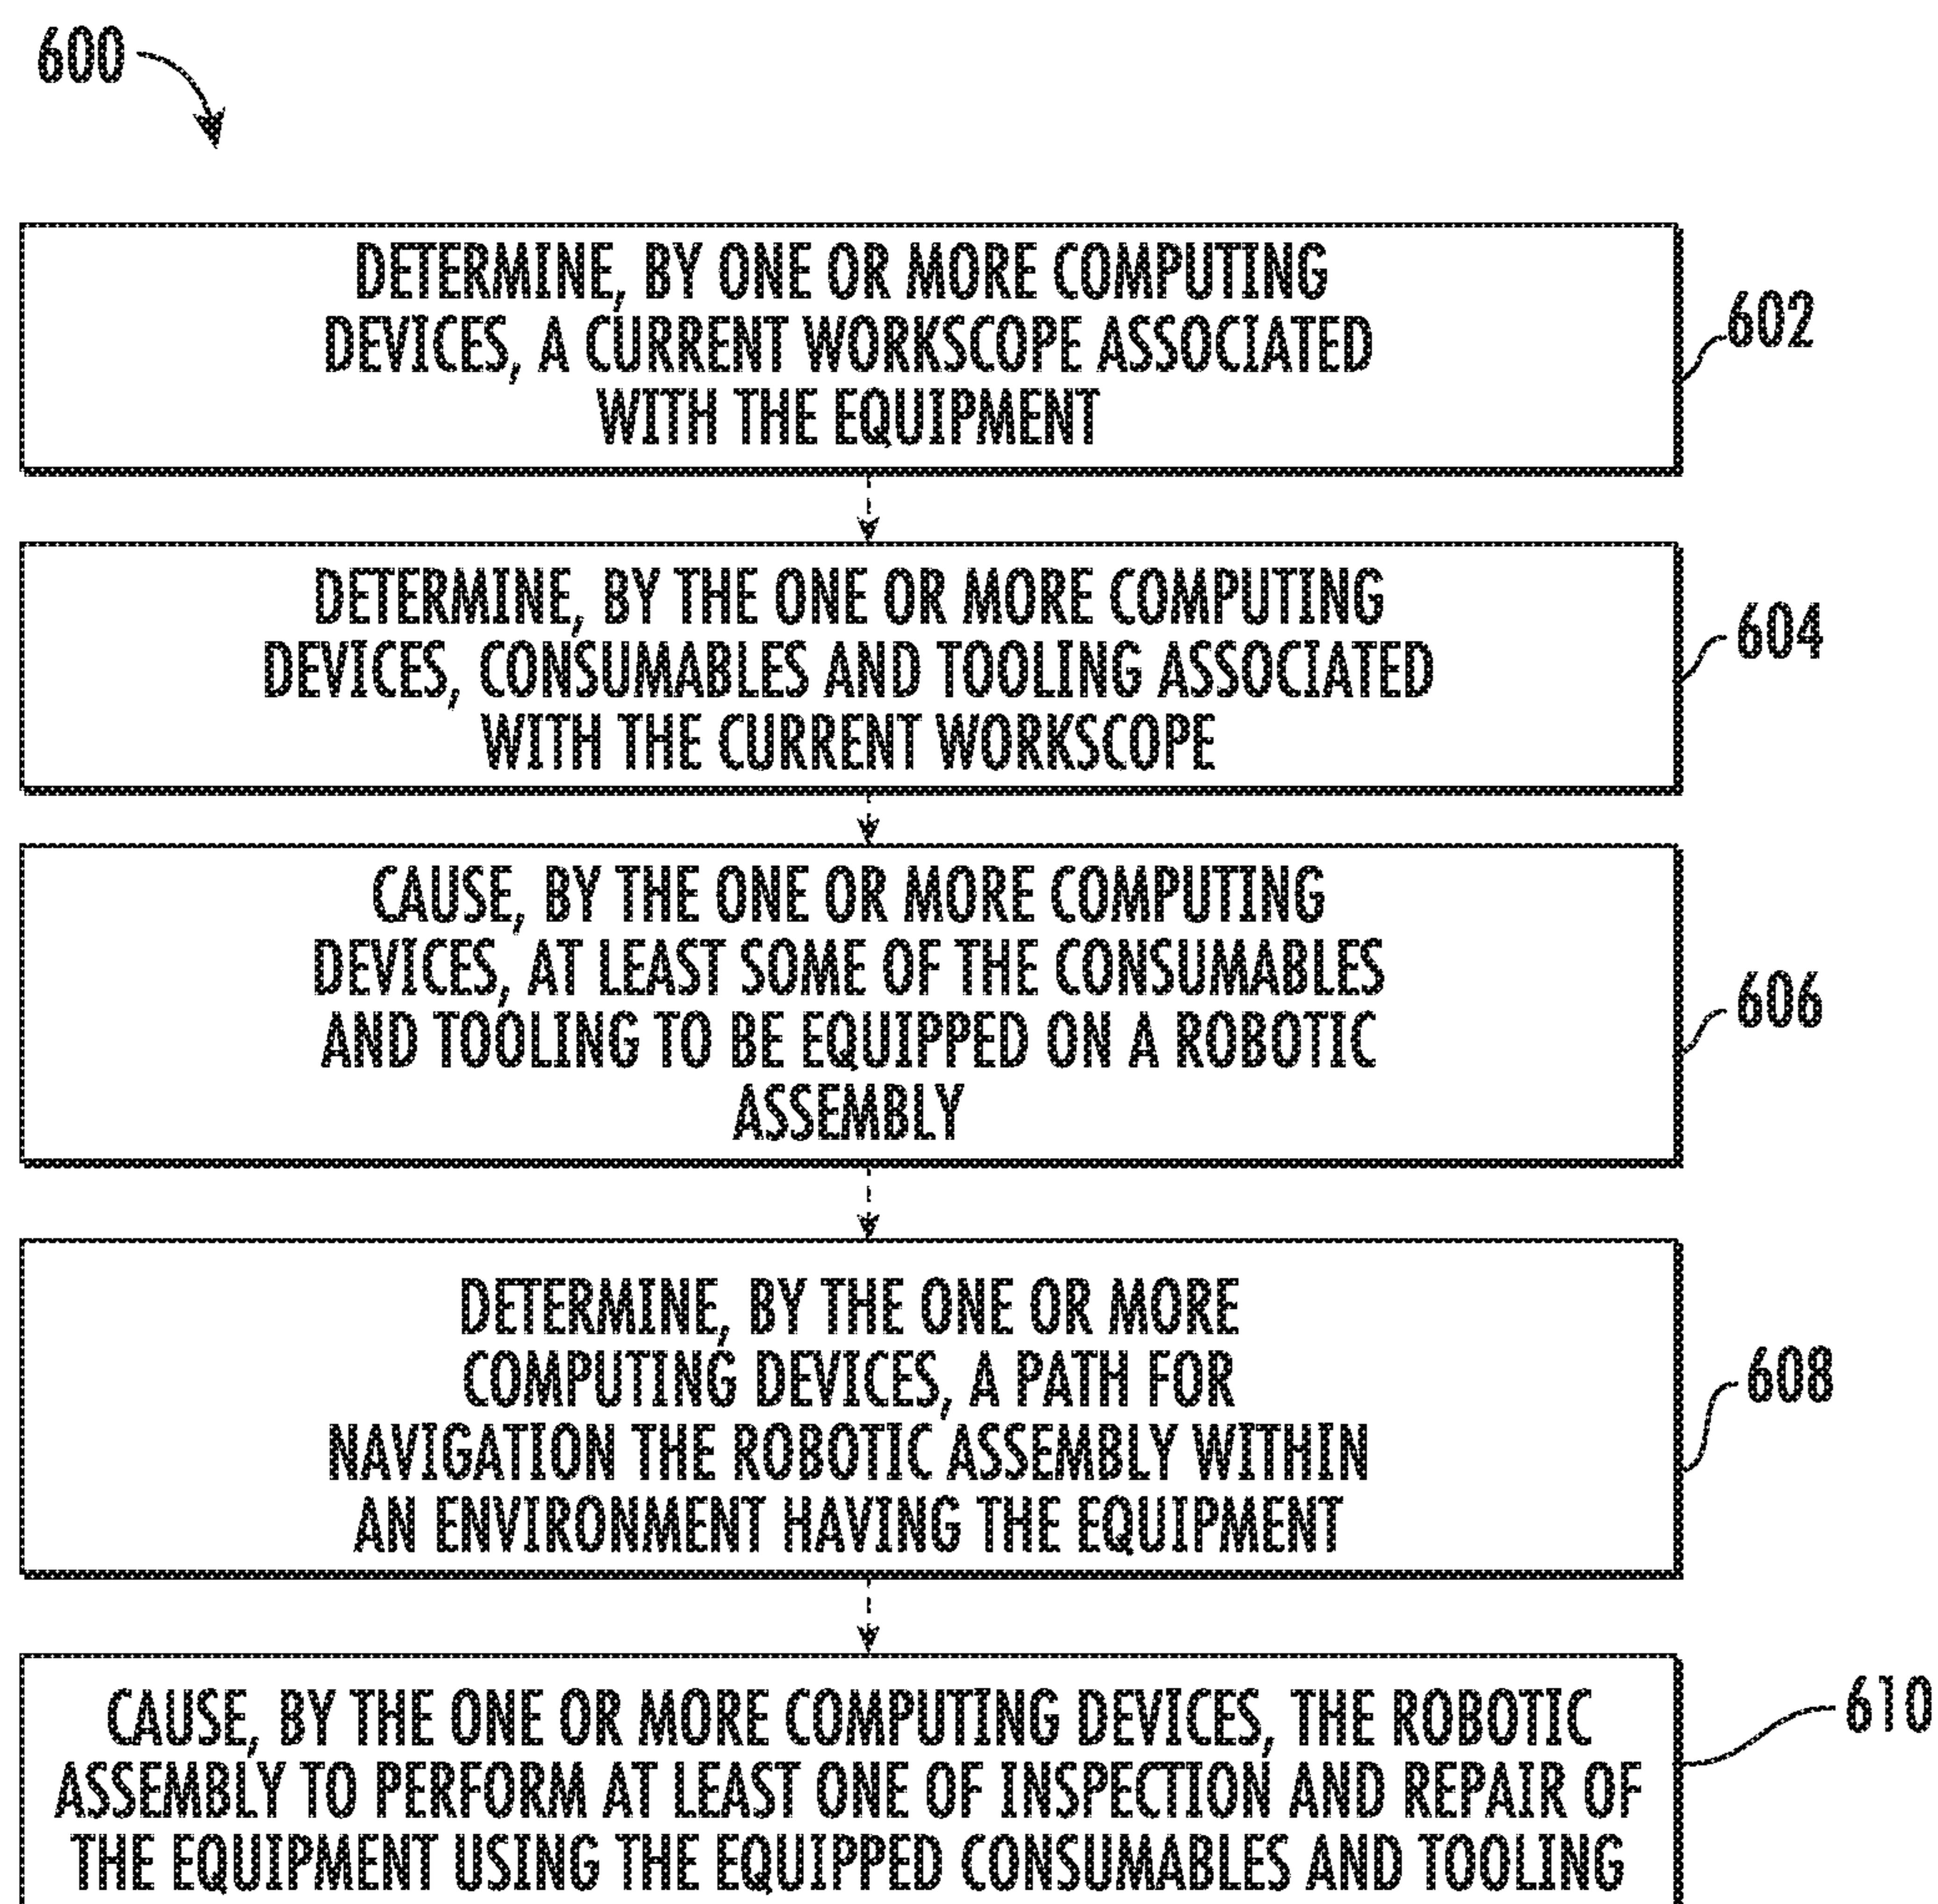 600
DETERMINE, BY ONE OR MORE COMPUTING
DEVICES, A CURRENT WORKSCOPE ASSOCIATED
WITH THE EQUIPMENT
602
DETERMINE, BY THE ONE OR MORE COMPUTING
DEVICES, CONSUMABLES AND TOOLING ASSOCIATED
WITH THE CURRENT WORKSCOPE
604
CAUSE, BY THE ONE OR MORE COMPUTING
DEVICES, AT LEAST SOME OF THE CONSUMABLES
AND TOOLING TO BE EQUIPPED ON A ROBOTIC
ASSEMBLY
606
DETERMINE, BY THE ONE OR MORE
COMPUTING DEVICES, A PATH FOR
NAVIGATION THE ROBOTIC ASSEMBLY WITHIN
AN ENVIRONMENT HAVING THE EQUIPMENT
608
CAUSE, BY THE ONE OR MORE COMPUTING DEVICES, THE ROBOTIC
ASSEMBLY TO PERFORM AT LEAST ONE OF INSPECTION AND REPAIR OF
THE EQUIPMENT USING THE EQUIPPED CONSUMABLES AND TOOLING
610